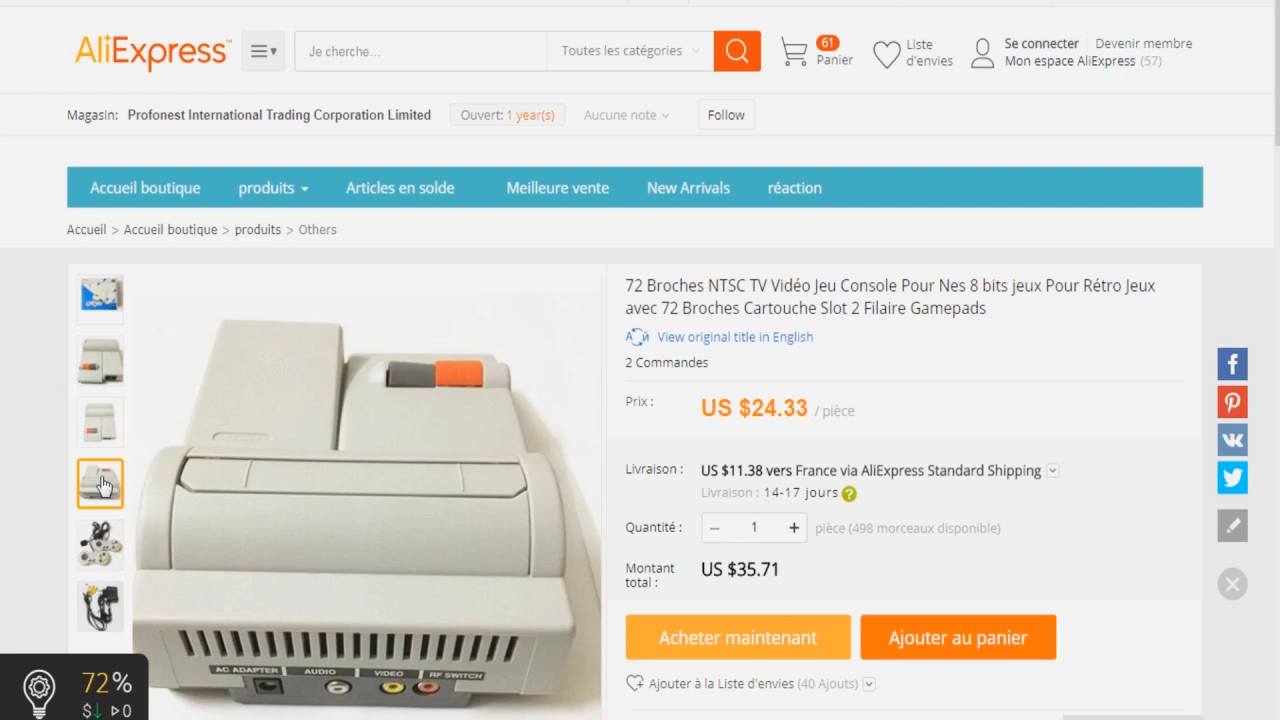 AliExpress™
Je cherche...
Toutes les catégories
61
Panier
Liste
d'envies
Se connecter
Devenir membre
Mon espace AliExpress (57)
Magasin: Profonest International Trading Corporation Limited
Ouvert: 1 year(s)
Aucune note
Follow
Accueil boutique
produits
Articles en solde
Meilleure vente
New Arrivals
réaction
Accueil > Accueil boutique > produits > Others
72 Broches NTSC TV Vidéo Jeu Console Pour Nes 8 bits jeux Pour Rétro Jeux
avec 72 Broches Cartouche Slot 2 Filaire Gamepads
View original title in English
2 Commandes
Prix :
US $24.33 / pièce
Livraison :
US $11.38 vers France via AliExpress Standard Shipping
Livraison : 14-17 jours
?
Quantité :
– 1 +
pièce (498 morceaux disponible)
Montant
total :
US $35.71
Acheter maintenant
Ajouter au panier
Ajouter à la Liste d'envies (40 Ajouts)
AC ADAPTER
AUDIO
VIDEO
RF SWITCH
72%
$↓ ▷0